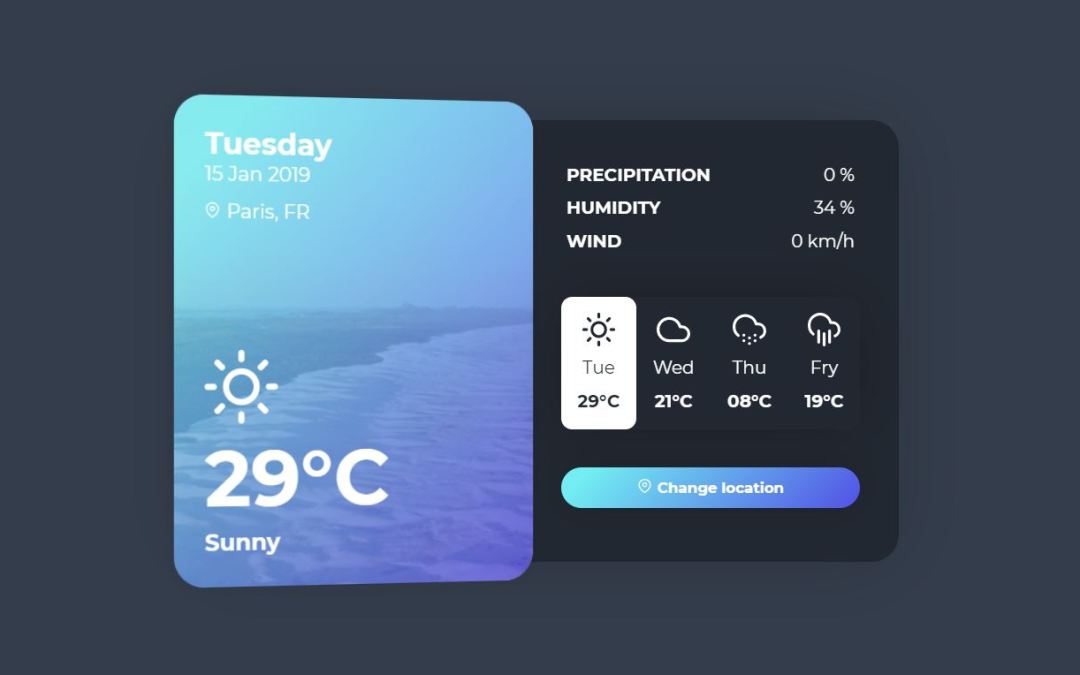 Tuesday
15 Jan 2019
Paris, FR
29°C
Sunny
PRECIPITATION 0 %
HUMIDITY 34 %
WIND 0 km/h
Tue Wed Thu Fry
29°C 21°C 08°C 19°C
Change location